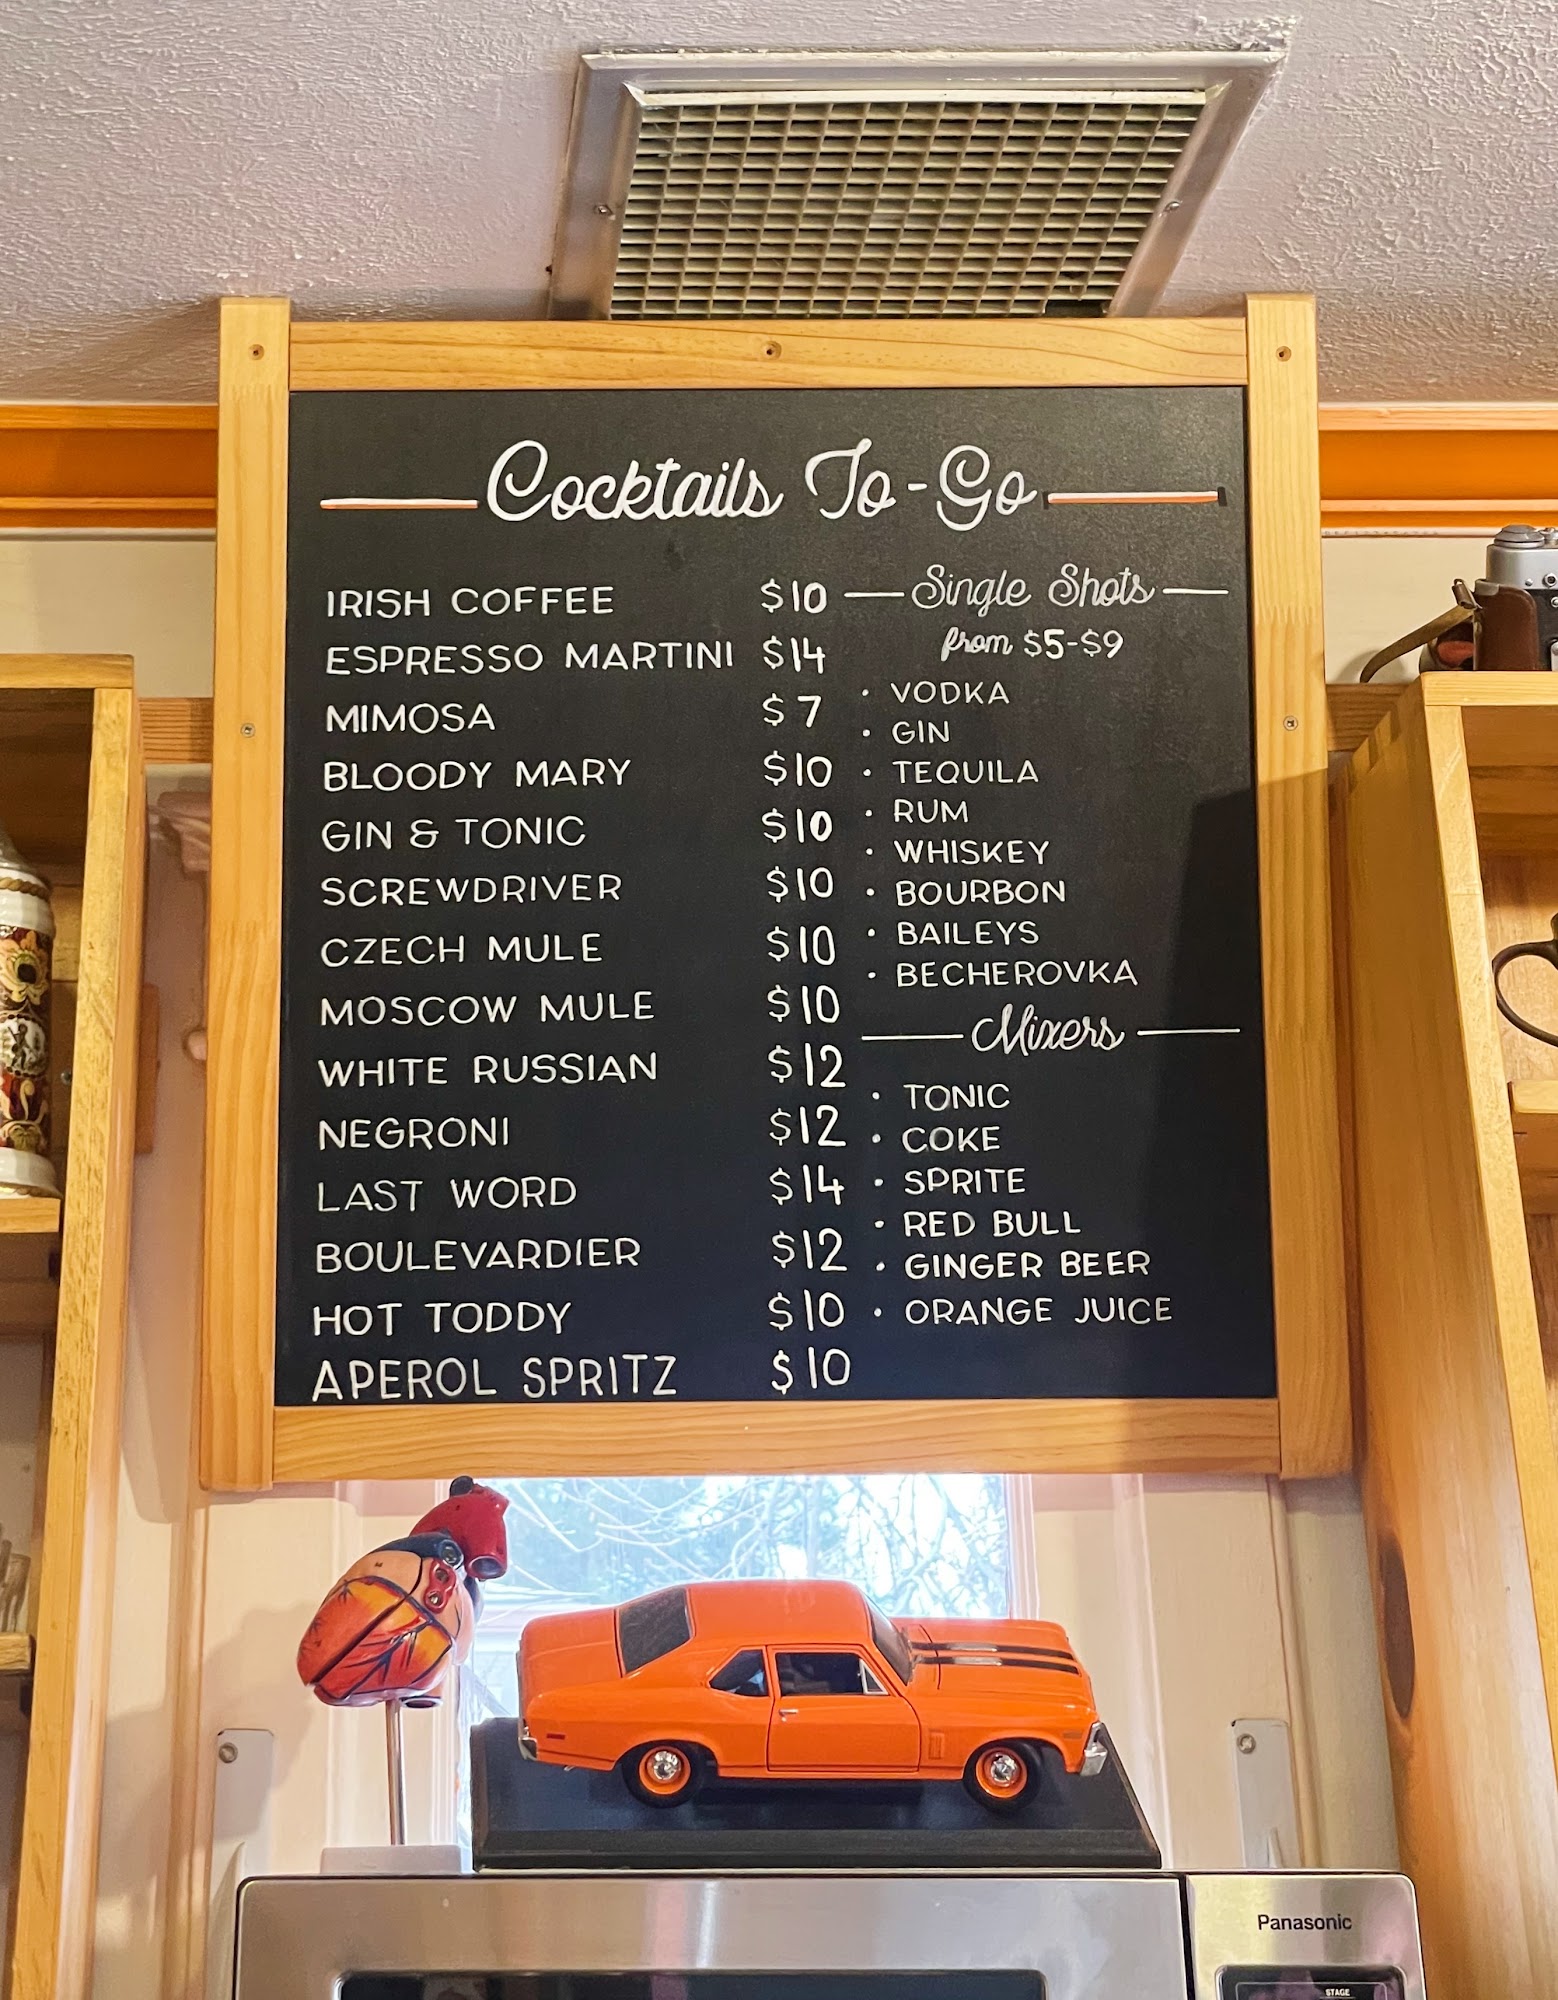 Cocktails To-Go
IRISH COFFEE $10
ESPRESSO MARTINI $14
MIMOSA $7
BLOODY MARY $10
GIN & TONIC $10
SCREWDRIVER $10
CZECH MULE $10
MOSCOW MULE $10
WHITE RUSSIAN $12
NEGRONI $12
LAST WORD $14
BOULEVARDIER $12
HOT TODDY $10
APEROL SPRITZ $10
Single Shots
from $5-$9
• VODKA
• GIN
• TEQUILA
• RUM
• WHISKEY
• BOURBON
• BAILEYS
• BECHEROVKA
Mixers
• TONIC
• COKE
• SPRITE
• RED BULL
• GINGER BEER
• ORANGE JUICE
Panasonic
STAGE